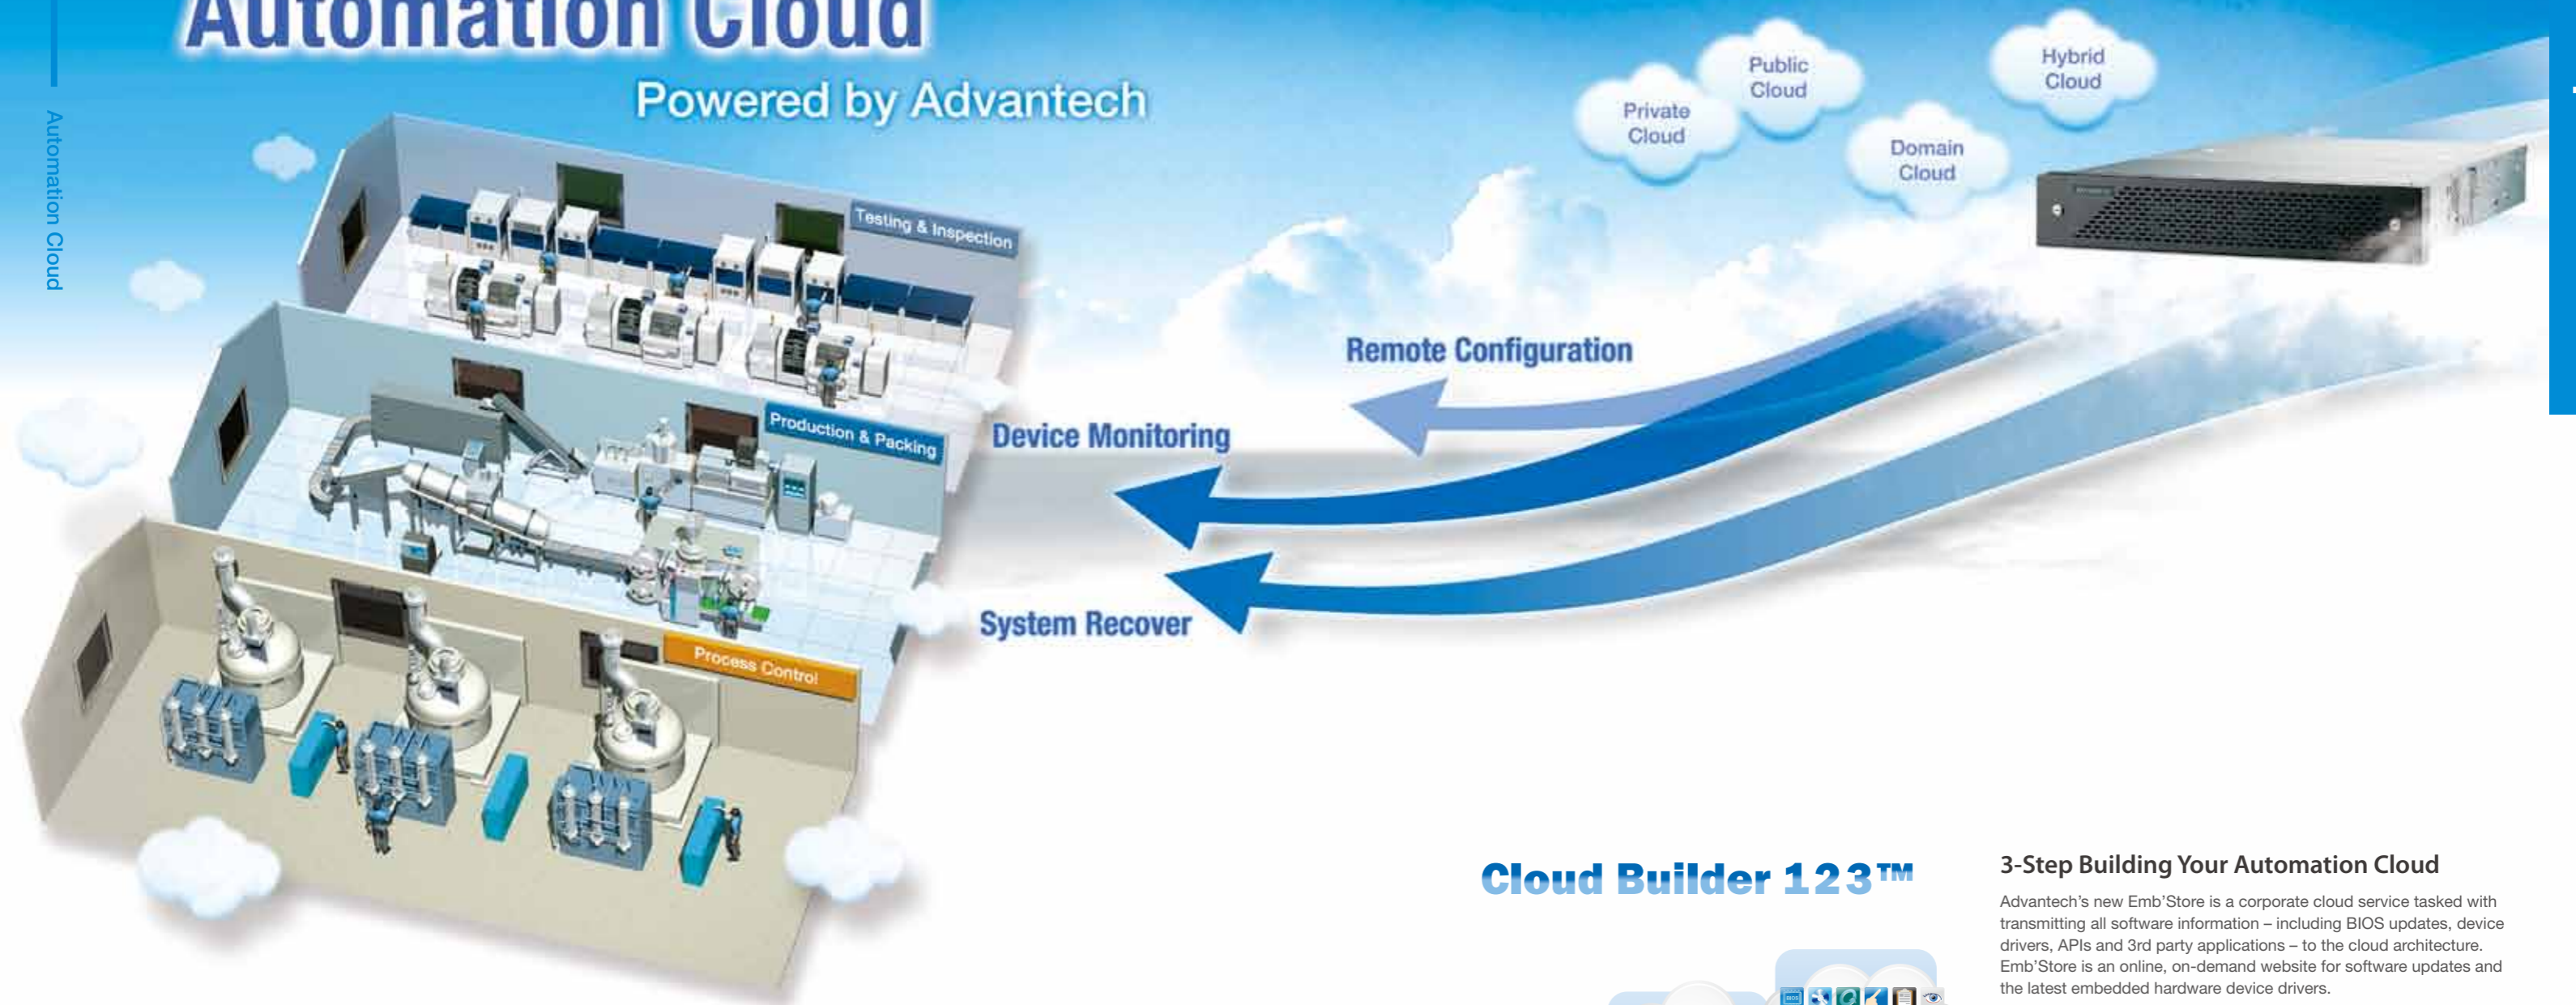 Automation Cloud
Powered by Advantech
Automation Cloud
Private
Cloud
Public
Cloud
Domain
Cloud
Hybrid
Cloud
Testing & Inspection
Production & Packing
Process Control
Remote Configuration
Device Monitoring
System Recover
Cloud Builder 123™
3-Step Building Your Automation Cloud
Advantech's new Emb'Store is a corporate cloud service tasked with
transmitting all software information – including BIOS updates, device
drivers, APIs and 3rd party applications – to the cloud architecture.
Emb'Store is an online, on-demand website for software updates and
the latest embedded hardware device drivers.